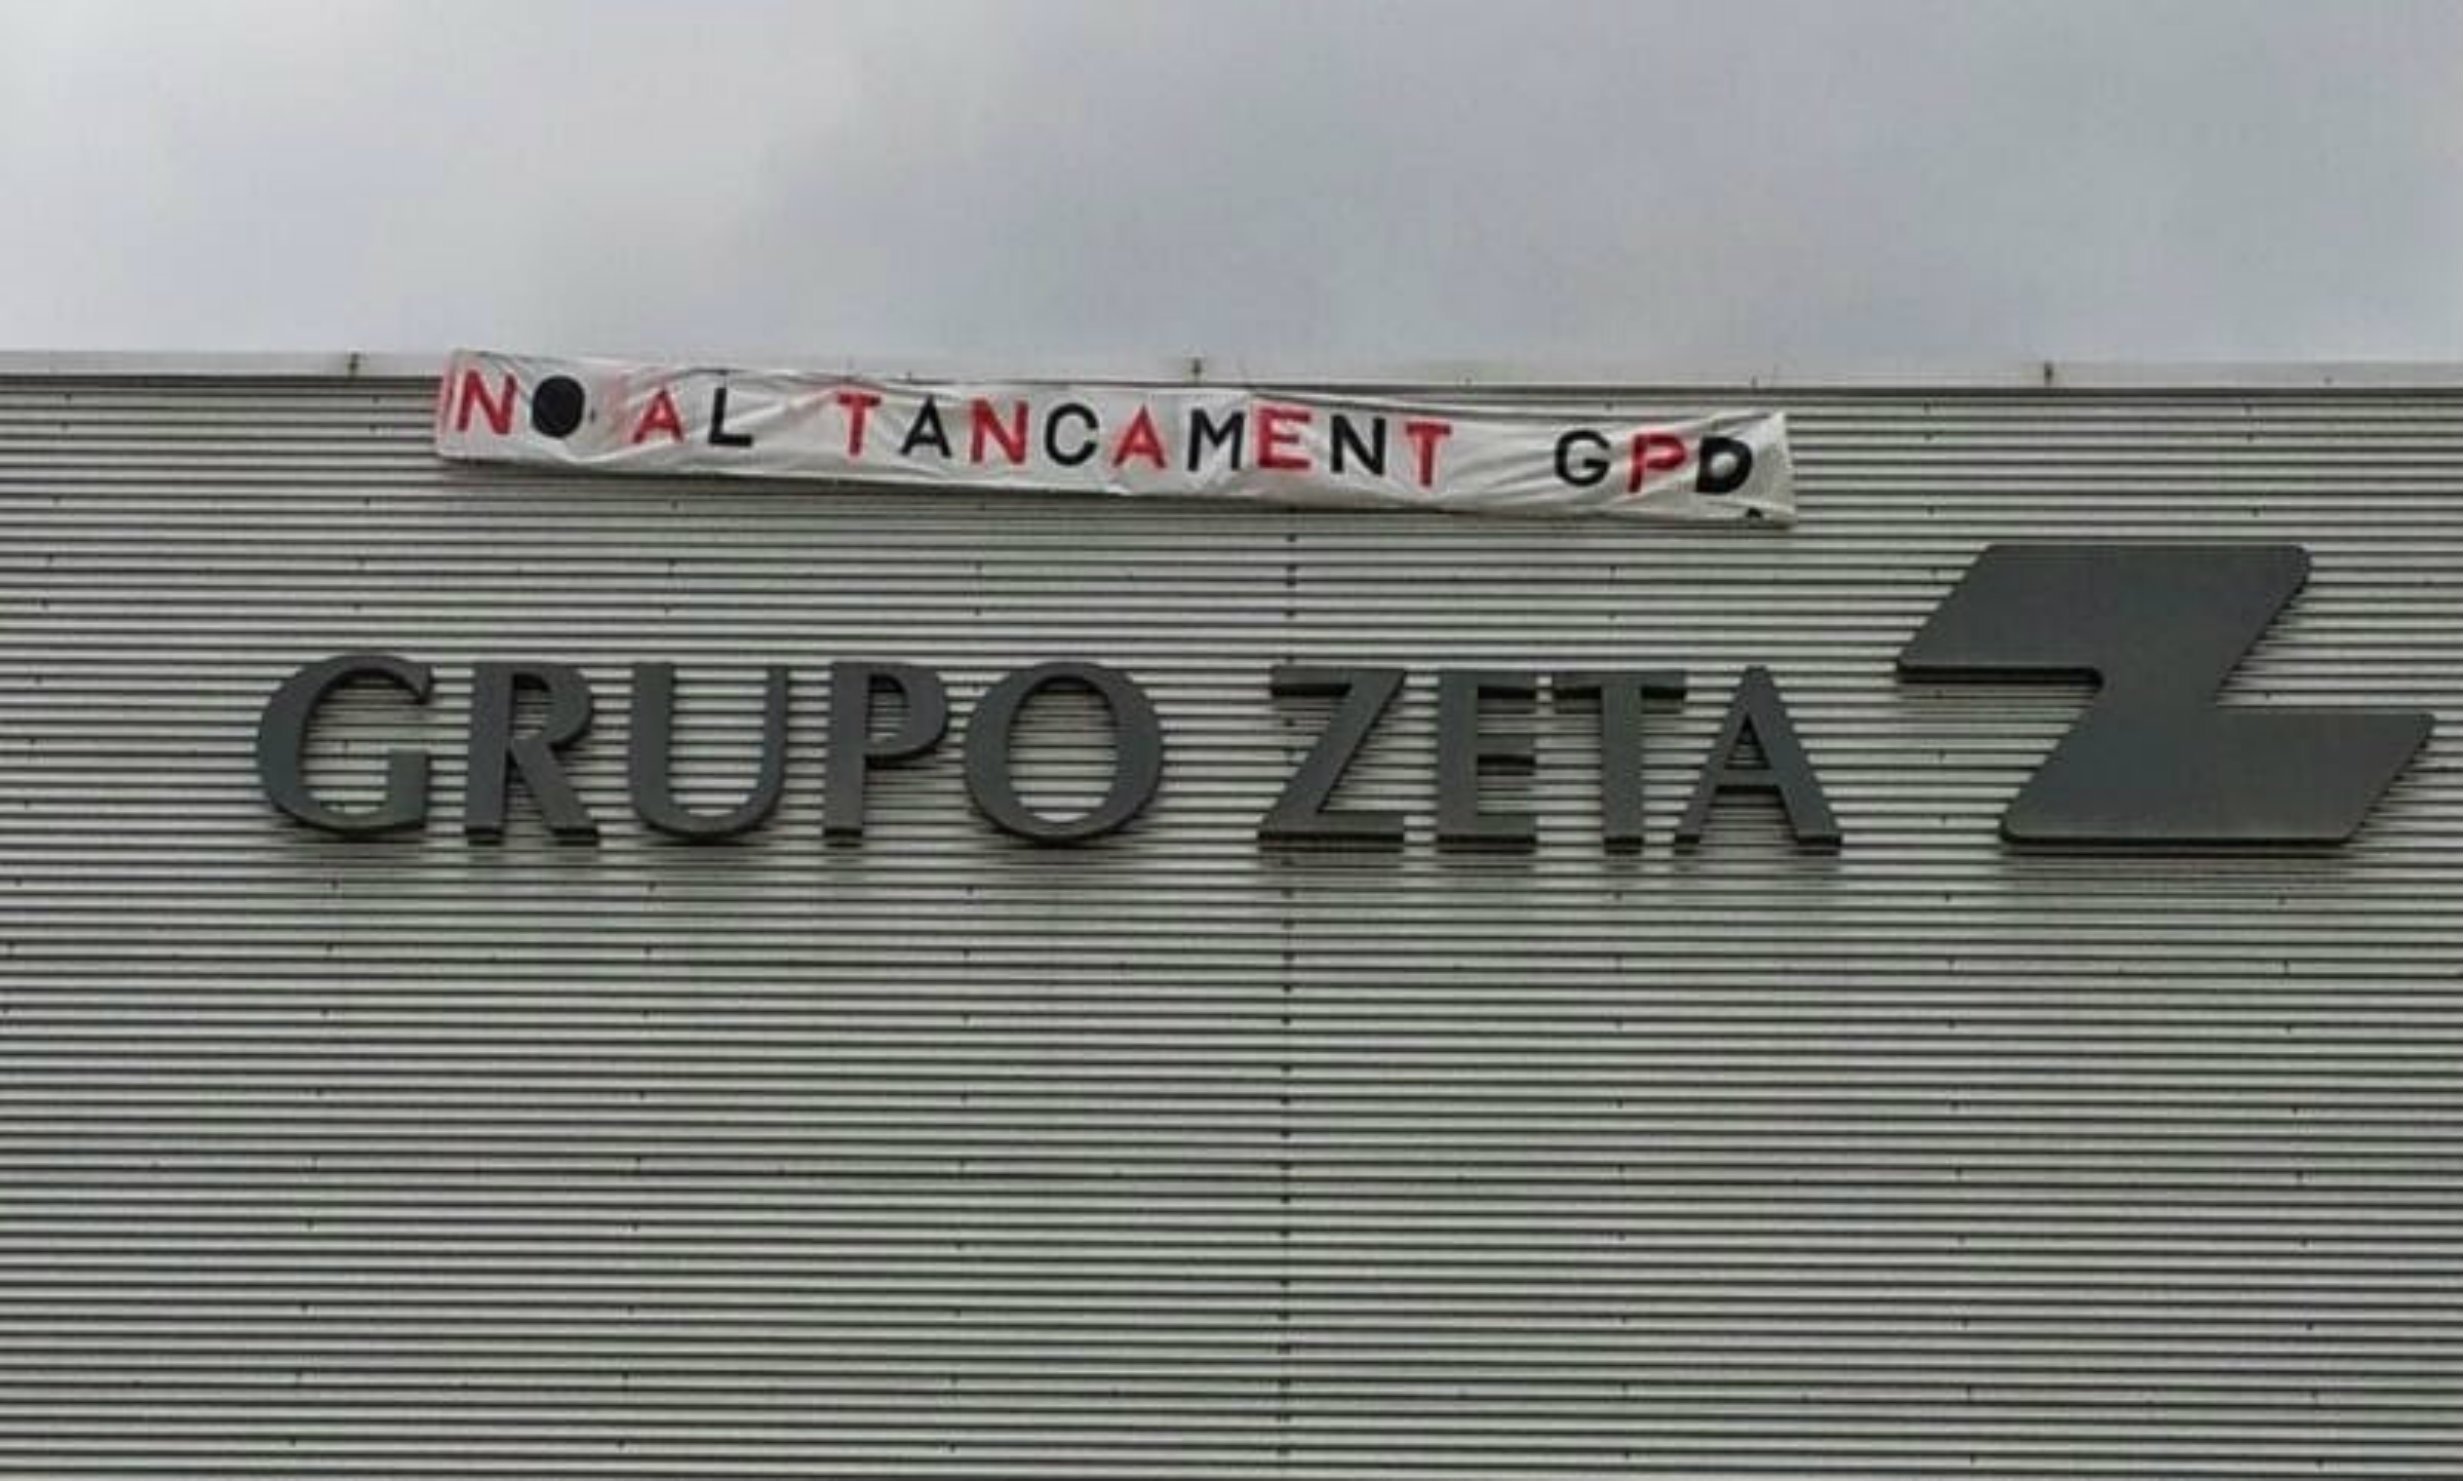 NO AL TANCAMENT GPD
GRUPO ZETA